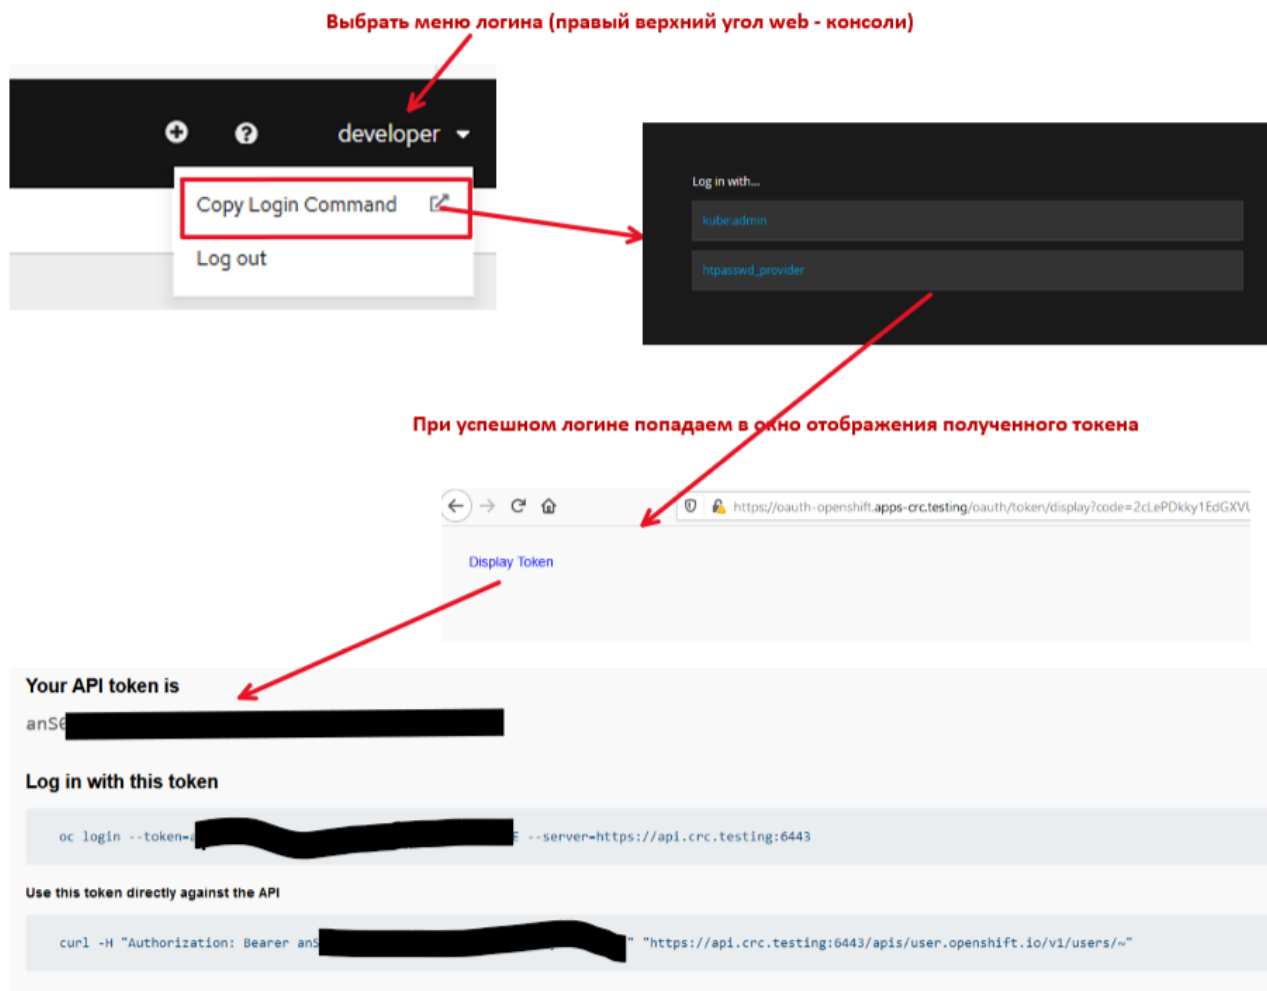 Выбрать меню логина (правый верхний угол web - консоли)
developer
Copy Login Command
Log out
Log in with...
kube:admin
htpasswd_provider
При успешном логине попадаем в окно отображения полученного токена
https://oauth-openshift.apps-crc.testing/oauth/token/display?code=2cLePDkky1EdGXVU
Display Token
Your API token is
anS6
Log in with this token
oc login --token=a E --server=https://api.crc.testing:6443
Use this token directly against the API
curl -H "Authorization: Bearer anS " "https://api.crc.testing:6443/apis/user.openshift.io/v1/users/~"